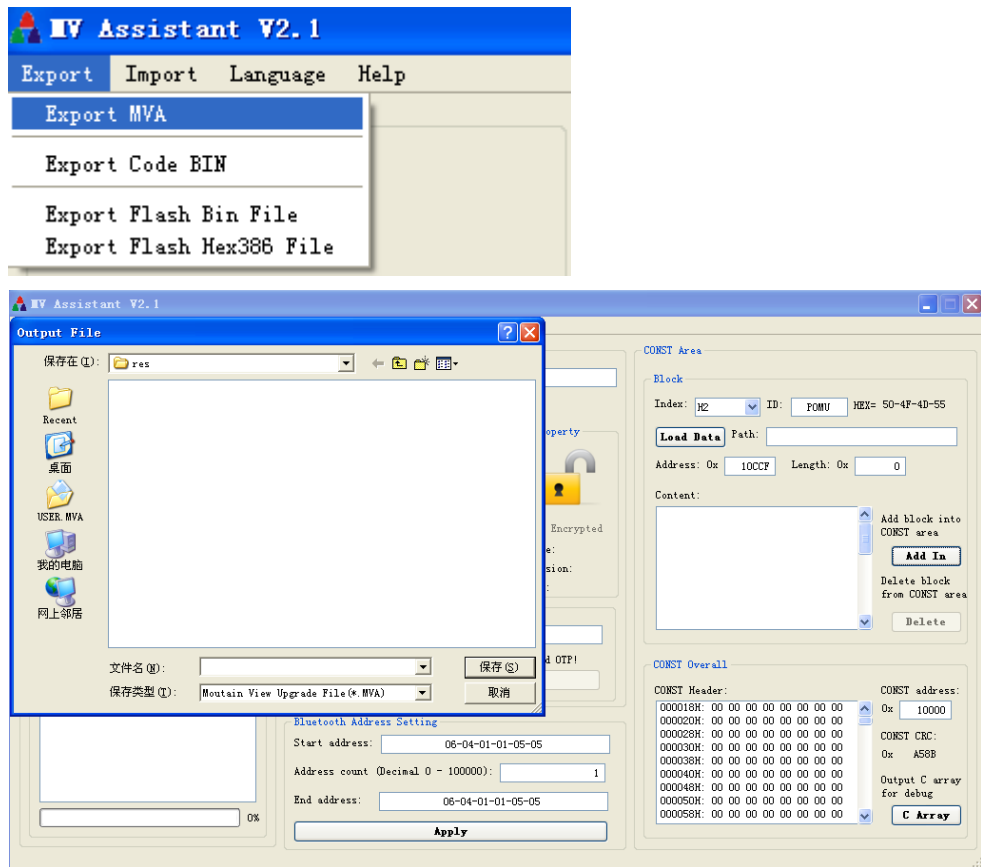 MV Assistant V2.1
Export Import Language Help
Export MVA
Export Code BIN
Export Flash Bin File
Export Flash Hex386 File
MV Assistant V2.1
Output File
保存在(I): res
Recent
桌面
USER.MVA
我的电脑
网上邻居
文件名(N): 保存(S)
保存类型(T): Moutain View Upgrade File(*.MVA) 取消
operty
Encrypted
e:
sion:
:
d OTP!
0%
Bluetooth Address Setting
Start address: 06-04-01-01-05-05
Address count (Decimal 0 - 100000): 1
End address: 06-04-01-01-05-05
Apply
CONST Area
Block
Index: H2 ID: POMU HEX= 50-4F-4D-55
Load Data Path:
Address: 0x 10CCF Length: 0x 0
Content:
Add block into
CONST area
Add In
Delete block
from CONST area
Delete
CONST Overall
CONST Header:
000018H: 00 00 00 00 00 00 00 00
000020H: 00 00 00 00 00 00 00 00
000028H: 00 00 00 00 00 00 00 00
000030H: 00 00 00 00 00 00 00 00
000038H: 00 00 00 00 00 00 00 00
000040H: 00 00 00 00 00 00 00 00
000048H: 00 00 00 00 00 00 00 00
000050H: 00 00 00 00 00 00 00 00
000058H: 00 00 00 00 00 00 00 00
CONST address:
0x 10000
CONST CRC:
0x A58B
Output C array
for debug
C Array